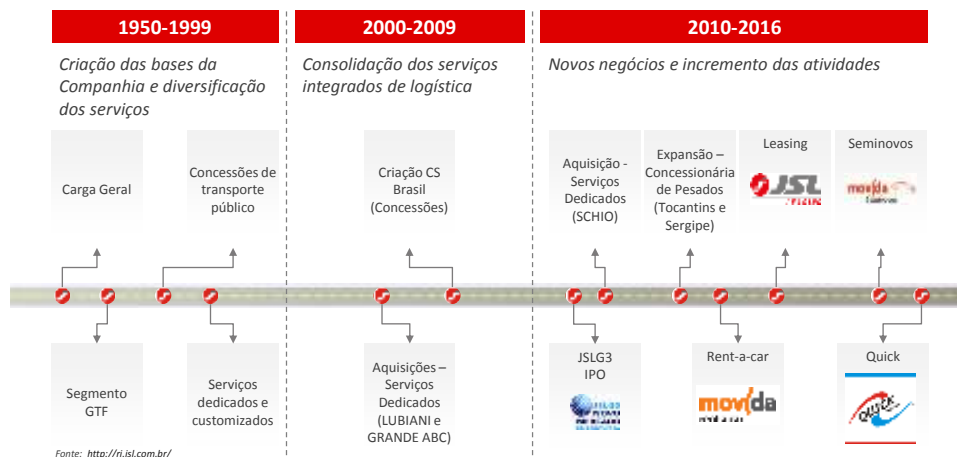 1950-1999
2000-2009
2010-2016
Criação das bases da
Companhia e diversificação
dos serviços
Consolidação dos serviços
integrados de logística
Novos negócios e incremento das atividades
Carga Geral
Concessões de
transporte
público
Criação CS
Brasil
(Concessões)
Aquisição -
Serviços
Dedicados
(SCHIO)
Expansão –
Concessionária
de Pesados
(Tocantins e
Sergipe)
Leasing
JSL
Seminovos
movida
Segmento
GTF
Serviços
dedicados e
customizados
Aquisições –
Serviços
Dedicados
(LUBIANI e
GRANDE ABC)
JSLG3
IPO
Rent-a-car
movida
rent a car
Quick
QUICK
Fonte: http://ri.jsl.com.br/